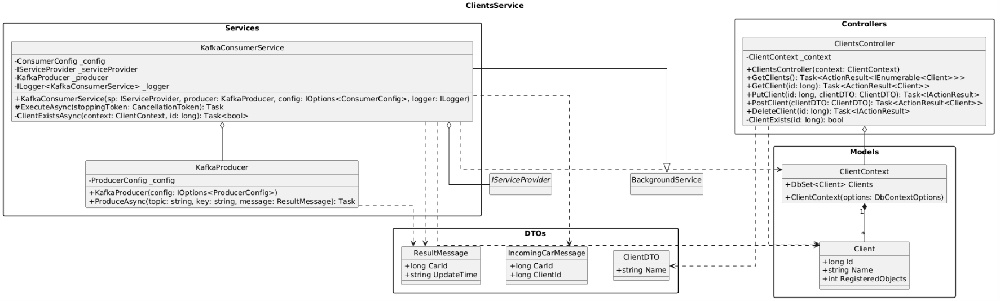 ClientsService
Services
KafkaConsumerService
-ConsumerConfig _config
-IServiceProvider _serviceProvider
-KafkaProducer _producer
-ILogger<KafkaConsumerService> _logger
+KafkaConsumerService(sp: IServiceProvider, producer: KafkaProducer, config: IOptions<ConsumerConfig>, logger: ILogger)
#ExecuteAsync(stoppingToken: CancellationToken): Task
-ClientExistsAsync(context: ClientContext, id: long): Task<bool>
KafkaProducer
-ProducerConfig _config
+KafkaProducer(config: IOptions<ProducerConfig>)
+ProduceAsync(topic: string, key: string, message: ResultMessage): Task
IServiceProvider
BackgroundService
Controllers
ClientsController
-ClientContext _context
+ClientsController(context: ClientContext)
+GetClients(): Task<ActionResult<IEnumerable<Client>>>
+GetClient(id: long): Task<ActionResult<Client>>
+PutClient(id: long, clientDTO: ClientDTO): Task<IActionResult>
+PostClient(clientDTO: ClientDTO): Task<ActionResult<Client>>
+DeleteClient(id: long): Task<IActionResult>
-ClientExists(id: long): bool
Models
ClientContext
+DbSet<Client> Clients
+ClientContext(options: DbContextOptions)
1
*
Client
+long Id
+string Name
+int RegisteredObjects
DTOs
ResultMessage
+long CarId
+string UpdateTime
IncomingCarMessage
+long CarId
+long ClientId
ClientDTO
+string Name